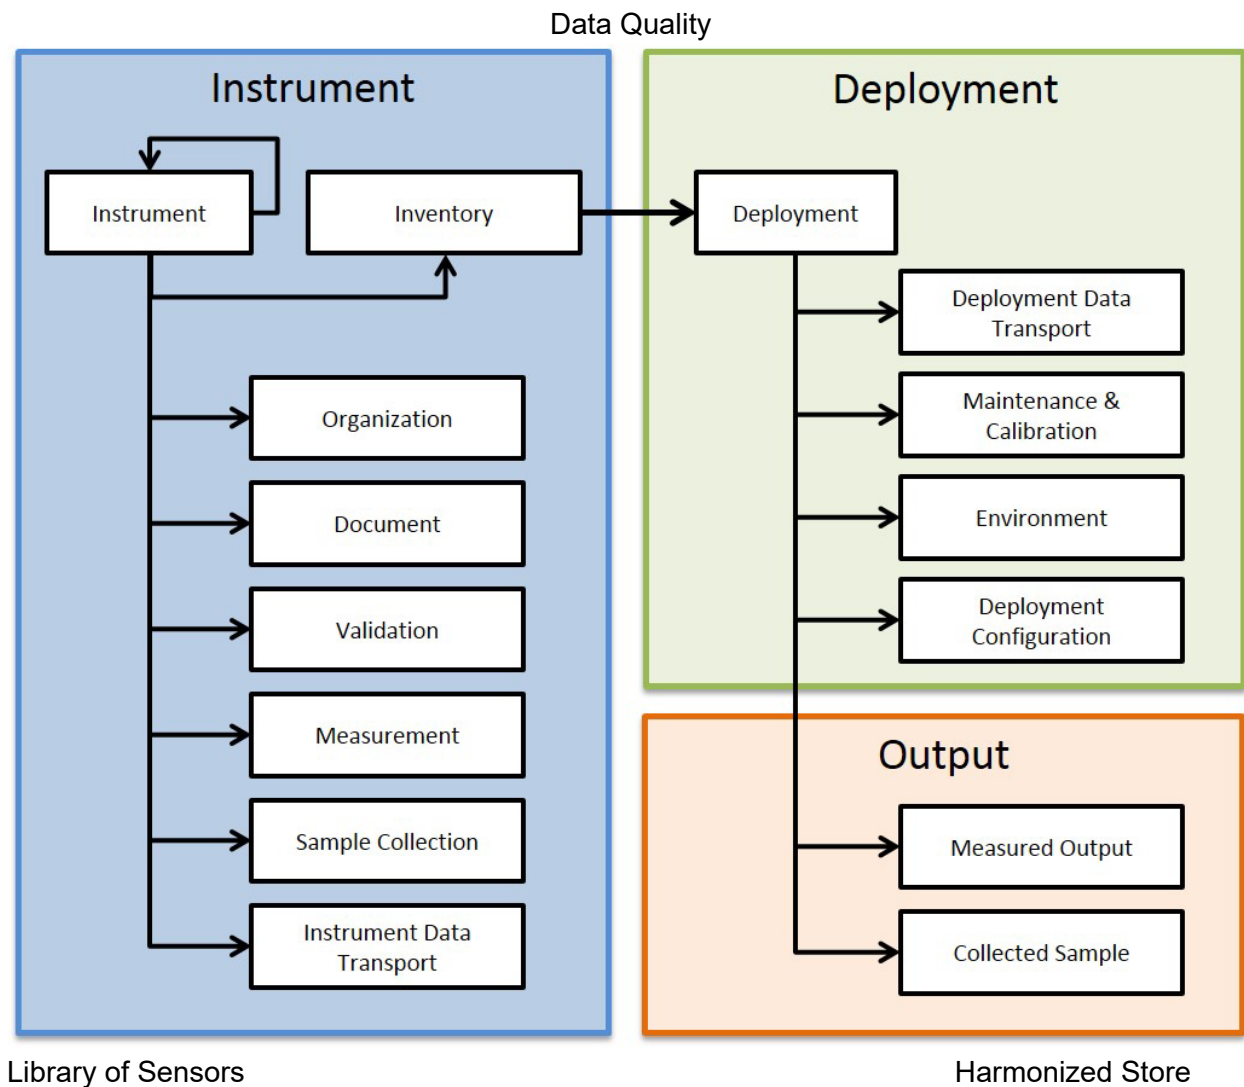 Data Quality
Instrument
Instrument
Inventory
Organization
Document
Validation
Measurement
Sample Collection
Instrument Data
Transport
Deployment
Deployment
Deployment Data
Transport
Maintenance &
Calibration
Environment
Deployment
Configuration
Output
Measured Output
Collected Sample
Library of Sensors
Harmonized Store